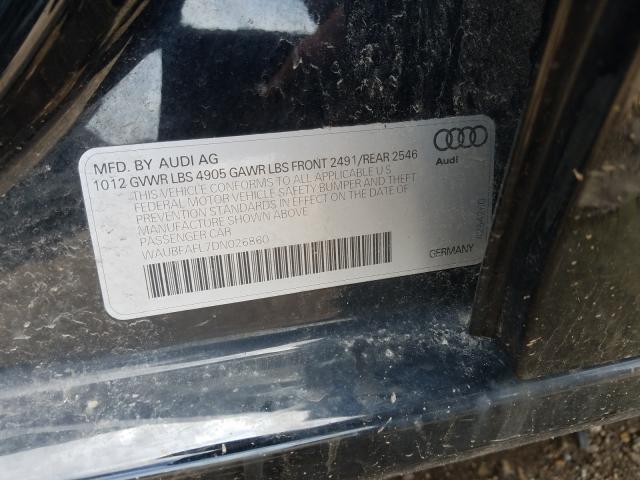 MFD. BY AUDI AG
1012 GVWR LBS 4905 GAWR LBS FRONT 2491/REAR 2546
THIS VEHICLE CONFORMS TO ALL APPLICABLE U.S.
FEDERAL MOTOR VEHICLE SAFETY BUMPER AND THEFT
PREVENTION STANDARDS IN EFFECT ON THE DATE
OF MANUFACTURE SHOWN ABOVE
PASSENGER CAR
WAUBFAFL7DN026860
Audi
GERMANY